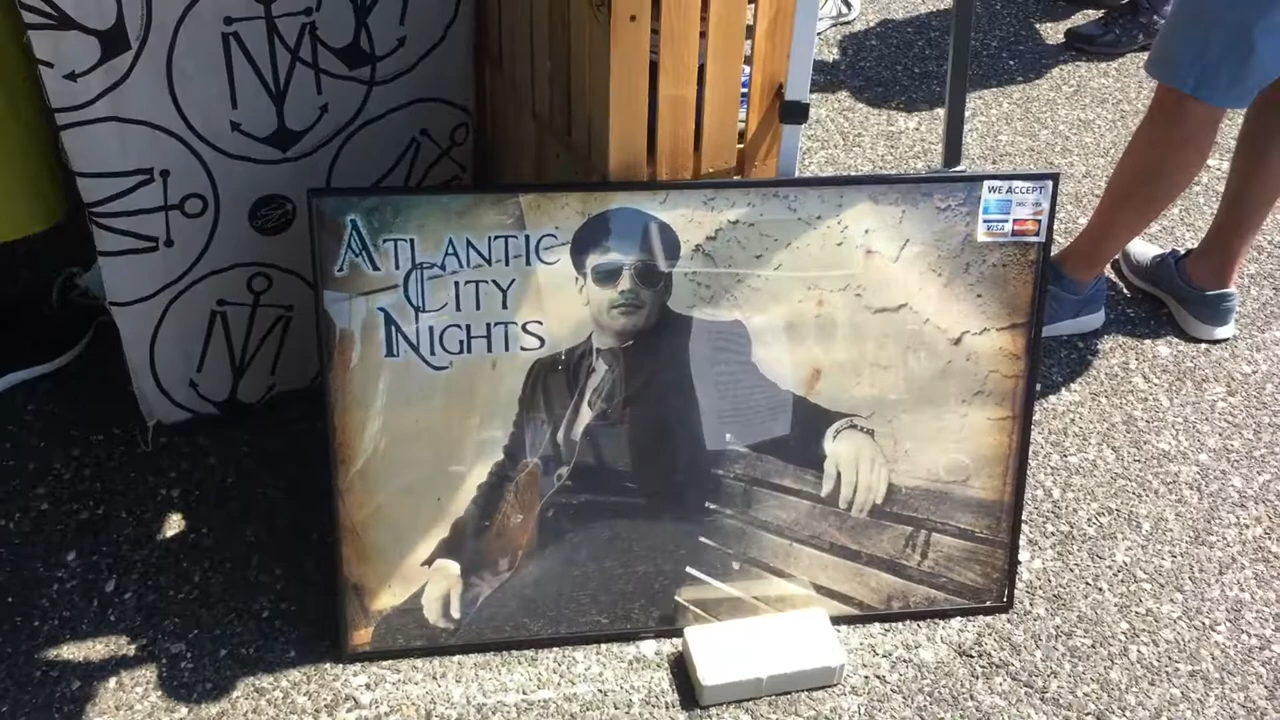 ATLANTIC
CITY
NIGHTS
WE ACCEPT
DISCOVER
VISA